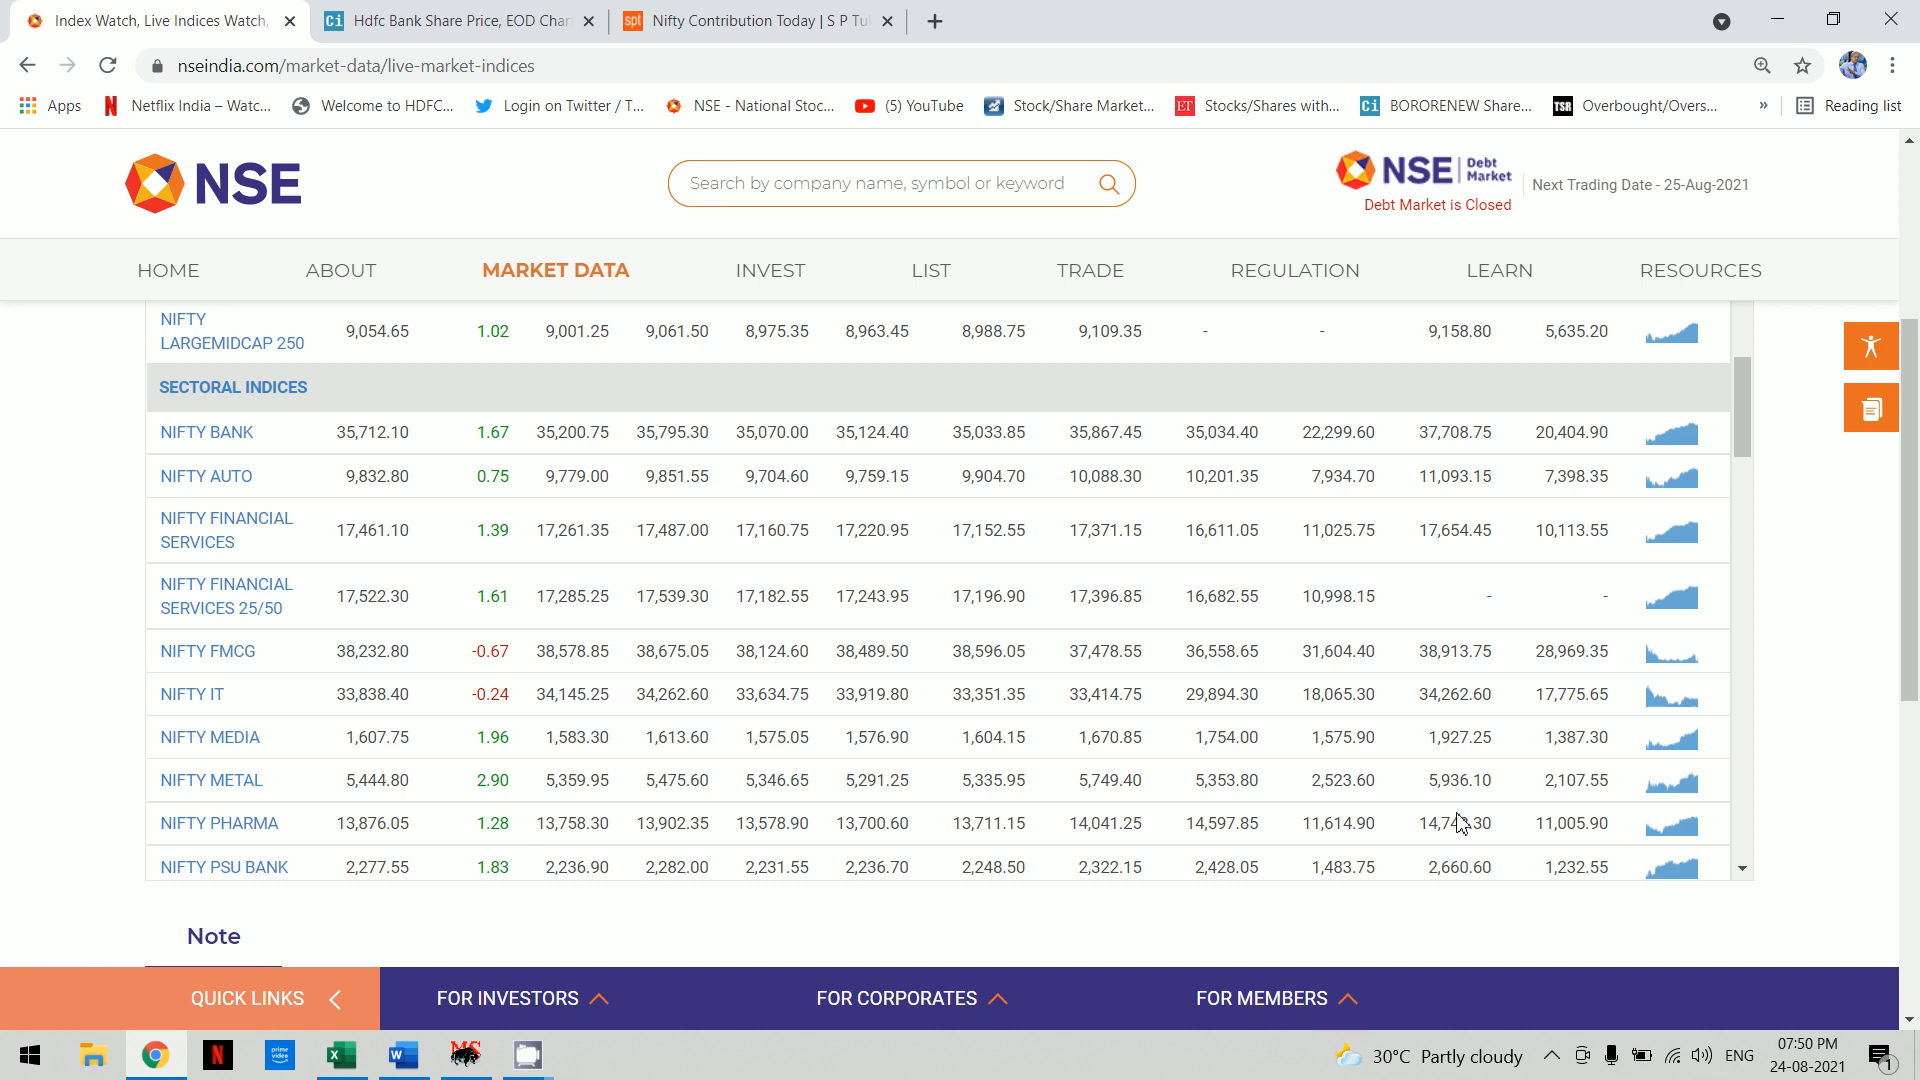 Index Watch, Live Indices Watch,
Hdfc Bank Share Price, EOD Char
Nifty Contribution Today | S P Tul
nseindia.com/market-data/live-market-indices
Apps Netflix India – Watc... Welcome to HDFC... Login on Twitter / T... NSE - National Stoc... (5) YouTube Stock/Share Market... ET Stocks/Shares with... Ci BORORENEW Share... TSR Overbought/Overs... » Reading list
NSE
Search by company name, symbol or keyword
NSE Debt Market
Debt Market is Closed
Next Trading Date - 25-Aug-2021
HOME ABOUT MARKET DATA INVEST LIST TRADE REGULATION LEARN RESOURCES
NIFTY
LARGEMIDCAP 250 9,054.65 1.02 9,001.25 9,061.50 8,975.35 8,963.45 8,988.75 9,109.35 - - 9,158.80 5,635.20
SECTORAL INDICES
NIFTY BANK 35,712.10 1.67 35,200.75 35,795.30 35,070.00 35,124.40 35,033.85 35,867.45 35,034.40 22,299.60 37,708.75 20,404.90
NIFTY AUTO 9,832.80 0.75 9,779.00 9,851.55 9,704.60 9,759.15 9,904.70 10,088.30 10,201.35 7,934.70 11,093.15 7,398.35
NIFTY FINANCIAL
SERVICES 17,461.10 1.39 17,261.35 17,487.00 17,160.75 17,220.95 17,152.55 17,371.15 16,611.05 11,025.75 17,654.45 10,113.55
NIFTY FINANCIAL
SERVICES 25/50 17,522.30 1.61 17,285.25 17,539.30 17,182.55 17,243.95 17,196.90 17,396.85 16,682.55 10,998.15 - -
NIFTY FMCG 38,232.80 -0.67 38,578.85 38,675.05 38,124.60 38,489.50 38,596.05 37,478.55 36,558.65 31,604.40 38,913.75 28,969.35
NIFTY IT 33,838.40 -0.24 34,145.25 34,262.60 33,634.75 33,919.80 33,351.35 33,414.75 29,894.30 18,065.30 34,262.60 17,775.65
NIFTY MEDIA 1,607.75 1.96 1,583.30 1,613.60 1,575.05 1,576.90 1,604.15 1,670.85 1,754.00 1,575.90 1,927.25 1,387.30
NIFTY METAL 5,444.80 2.90 5,359.95 5,475.60 5,346.65 5,291.25 5,335.95 5,749.40 5,353.80 2,523.60 5,936.10 2,107.55
NIFTY PHARMA 13,876.05 1.28 13,758.30 13,902.35 13,578.90 13,700.60 13,711.15 14,041.25 14,597.85 11,614.90 11,005.90
NIFTY PSU BANK 2,277.55 1.83 2,236.90 2,282.00 2,231.55 2,236.70 2,248.50 2,322.15 2,428.05 1,483.75 2,660.60 1,232.55
Note
QUICK LINKS FOR INVESTORS FOR CORPORATES FOR MEMBERS
30°C Partly cloudy ENG 07:50 PM
24-08-2021 1